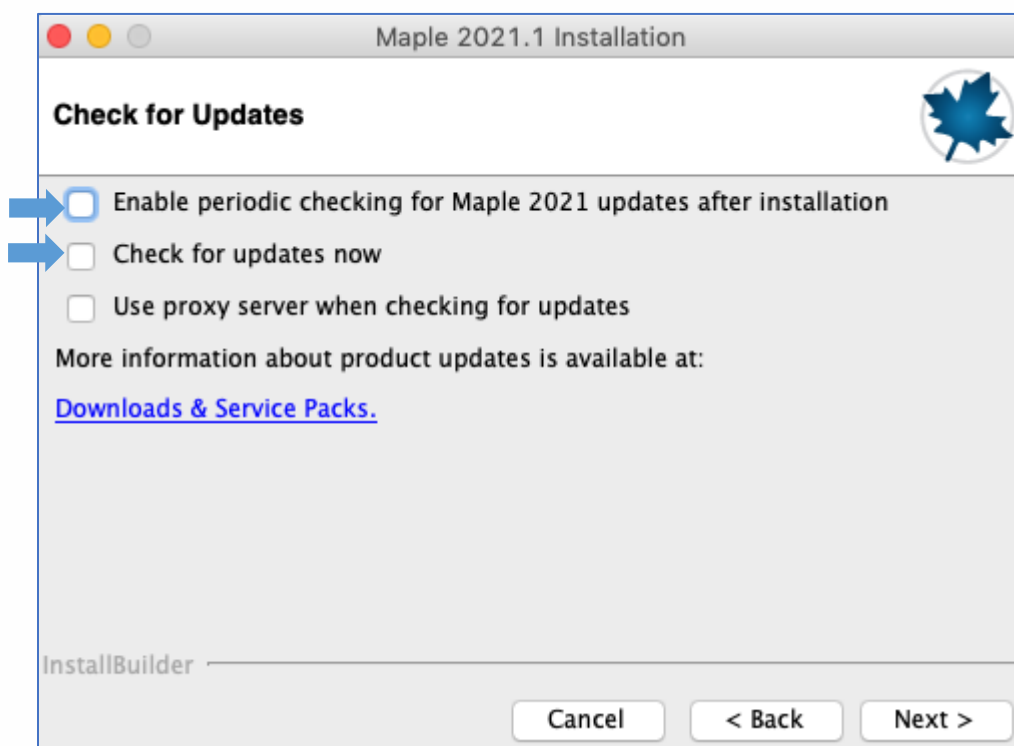 Maple 2021.1 Installation
Check for Updates
Enable periodic checking for Maple 2021 updates after installation
Check for updates now
Use proxy server when checking for updates
More information about product updates is available at:
Downloads & Service Packs.
InstallBuilder
Cancel
< Back
Next >